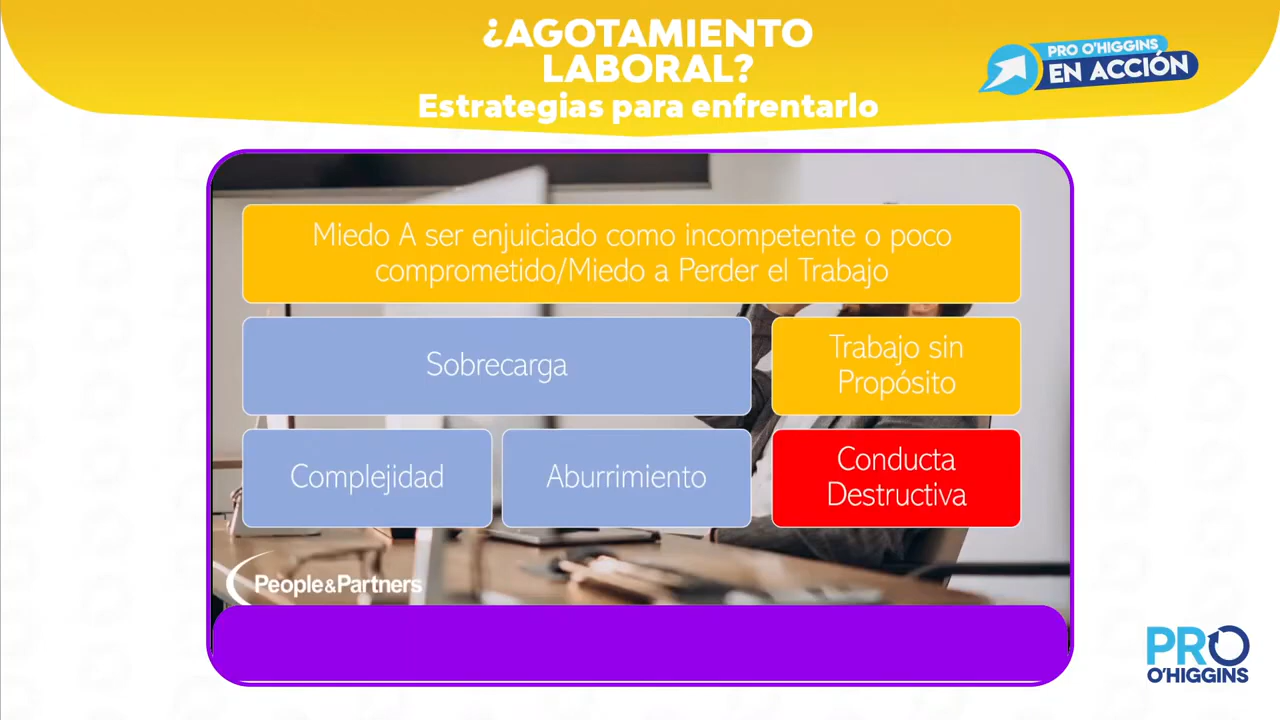 ¿AGOTAMIENTO
LABORAL?
Estrategias para enfrentarlo
PRO O'HIGGINS
EN ACCIÓN
Miedo A ser enjuiciado como incompetente o poco
comprometido/Miedo a Perder el Trabajo
Sobrecarga
Trabajo sin
Propósito
Complejidad
Aburrimiento
Conducta
Destructiva
People&Partners
PRO
O'HIGGINS